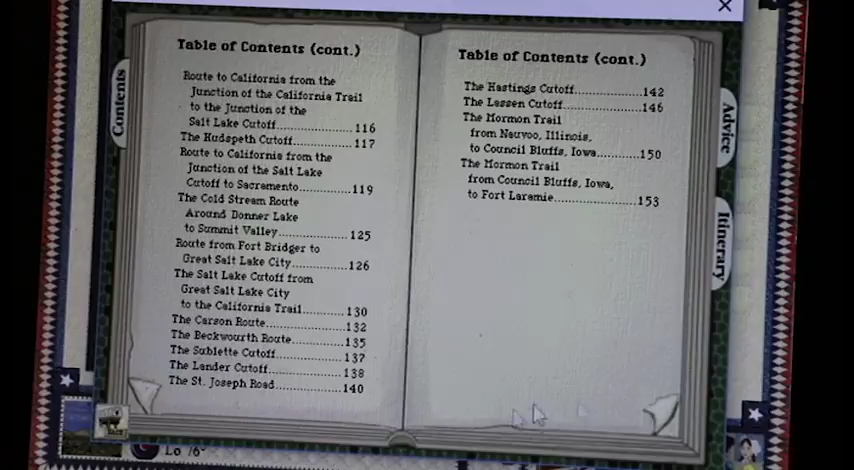 Table of Contents (cont.)
Route to California from the
Junction of the California Trail
to the Junction of the
Salt Lake Cutoff......................116
The Hudspeth Cutoff..................117
Route to California from the
Junction of the Salt Lake
Cutoff to Sacramento.............119
The Cold Stream Route
Around Donner Lake
to Summit Valley....................125
Route from Fort Bridger to
Great Salt Lake City................126
The Salt Lake Cutoff from
Great Salt Lake City
to the California Trail............130
The Carson Route.......................132
The Beckwourth Route................135
The Sublette Cutoff....................137
The Lander Cutoff......................138
The St. Joseph Road...................140
Table of Contents (cont.)
The Hastings Cutoff....................142
The Lassen Cutoff.......................146
The Mormon Trail
from Nauvoo, Illinois,
to Council Bluffs, Iowa...........150
The Mormon Trail
from Council Bluffs, Iowa,
to Fort Laramie......................153
Contents
Advice
Itinerary
Lo 76°